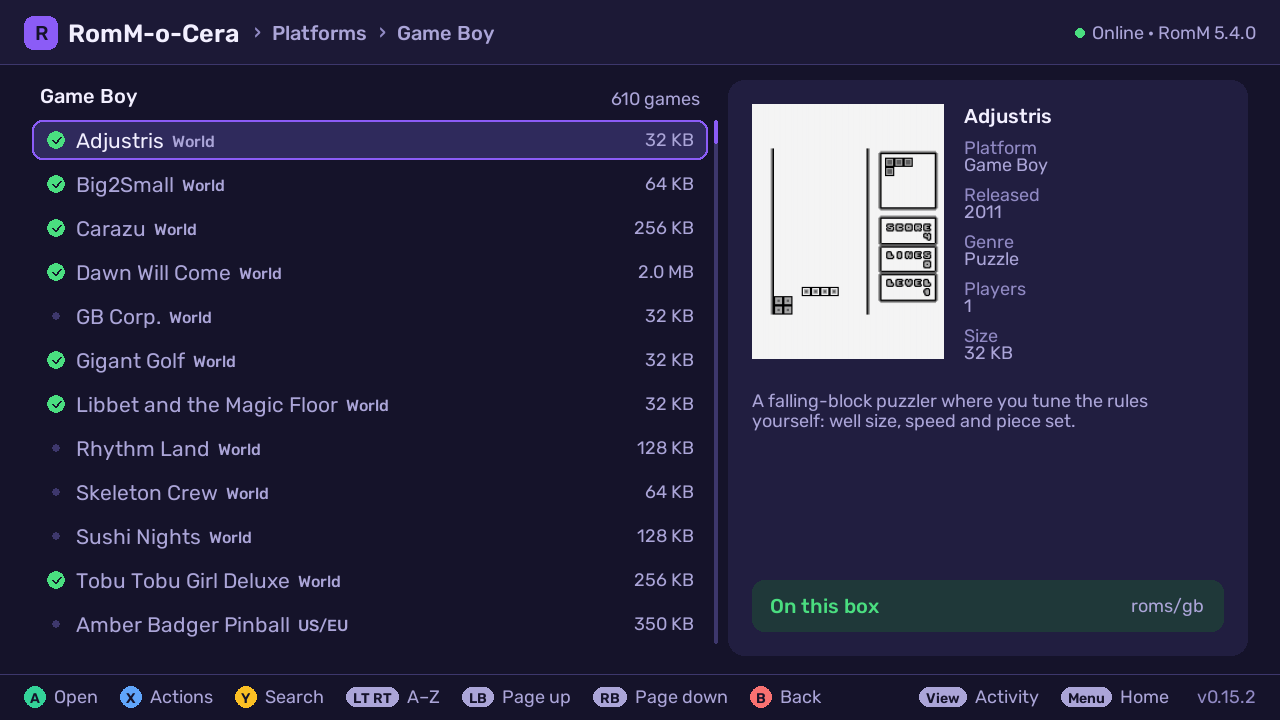 R RomM-o-Cera › Platforms › Game Boy
Online • RomM 5.4.0
Game Boy
610 games
Adjustris World 32 KB
Big2Small World 64 KB
Carazu World 256 KB
Dawn Will Come World 2.0 MB
GB Corp. World 32 KB
Gigant Golf World 32 KB
Libbet and the Magic Floor World 32 KB
Rhythm Land World 128 KB
Skeleton Crew World 64 KB
Sushi Nights World 128 KB
Tobu Tobu Girl Deluxe World 256 KB
Amber Badger Pinball US/EU 350 KB
SCORE
4
LINES
0
LEVEL
1
Adjustris
Platform
Game Boy
Released
2011
Genre
Puzzle
Players
1
Size
32 KB
A falling-block puzzler where you tune the rules
yourself: well size, speed and piece set.
On this box roms/gb
A Open X Actions Y Search LT RT A–Z LB Page up RB Page down B Back View Activity Menu Home v0.15.2